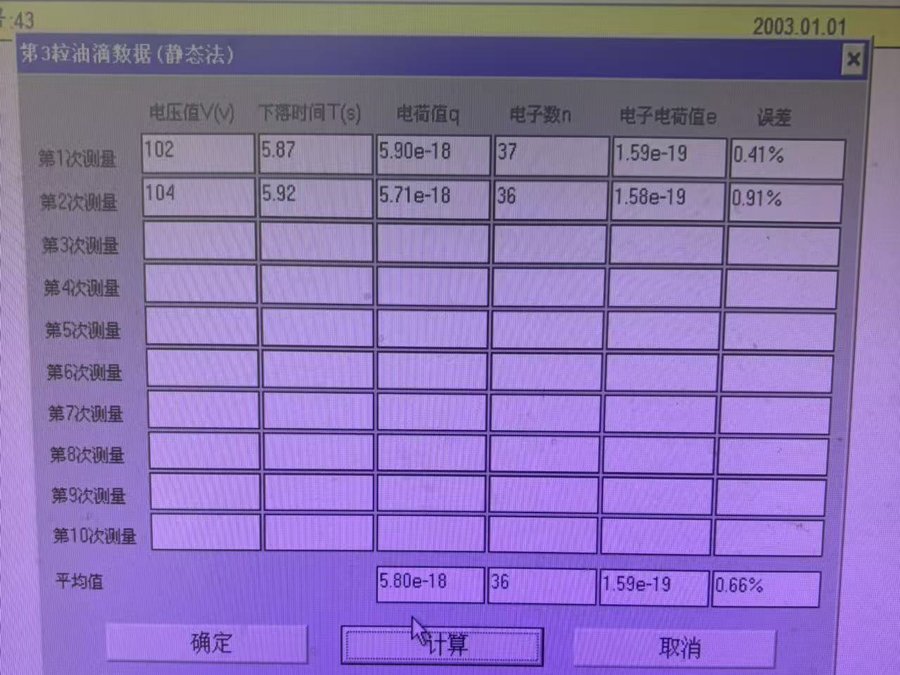 :43
2003.01.01
第3粒油滴数据(静态法)
电压值V(v) 下落时间T(s) 电荷值q 电子数n 电子电荷值e 误差
第1次测量 102 5.87 5.90e-18 37 1.59e-19 0.41%
第2次测量 104 5.92 5.71e-18 36 1.58e-19 0.91%
第3次测量
第4次测量
第5次测量
第6次测量
第7次测量
第8次测量
第9次测量
第10次测量
平均值 5.80e-18 36 1.59e-19 0.66%
确定 计算 取消